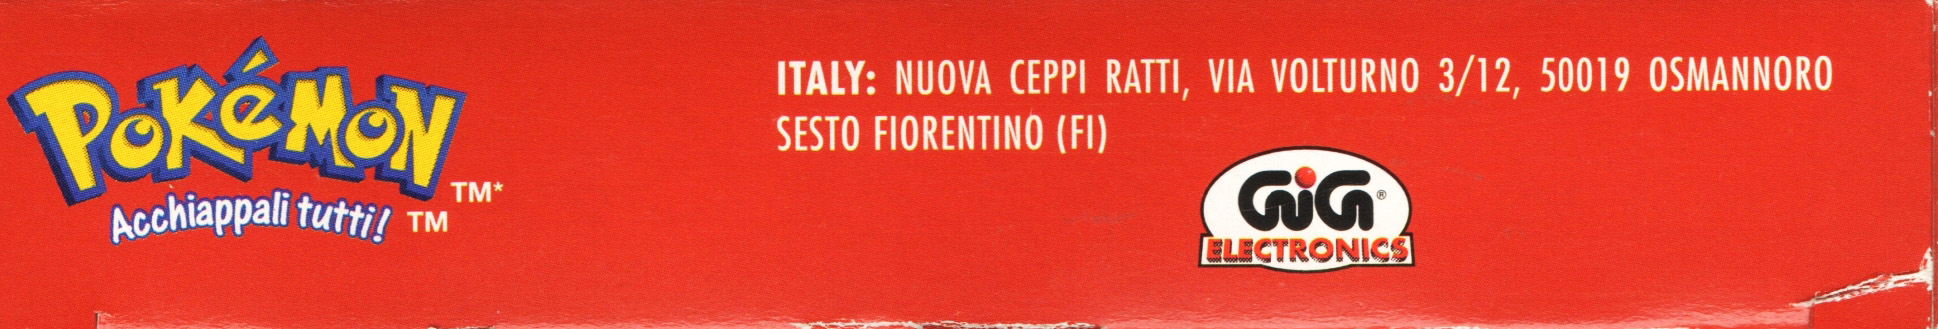 Pokémon TM*
Acchiappali tutti! TM
ITALY: NUOVA CEPPI RATTI, VIA VOLTURNO 3/12, 50019 OSMANNORO
SESTO FIORENTINO (FI)
GiG ®
ELECTRONICS